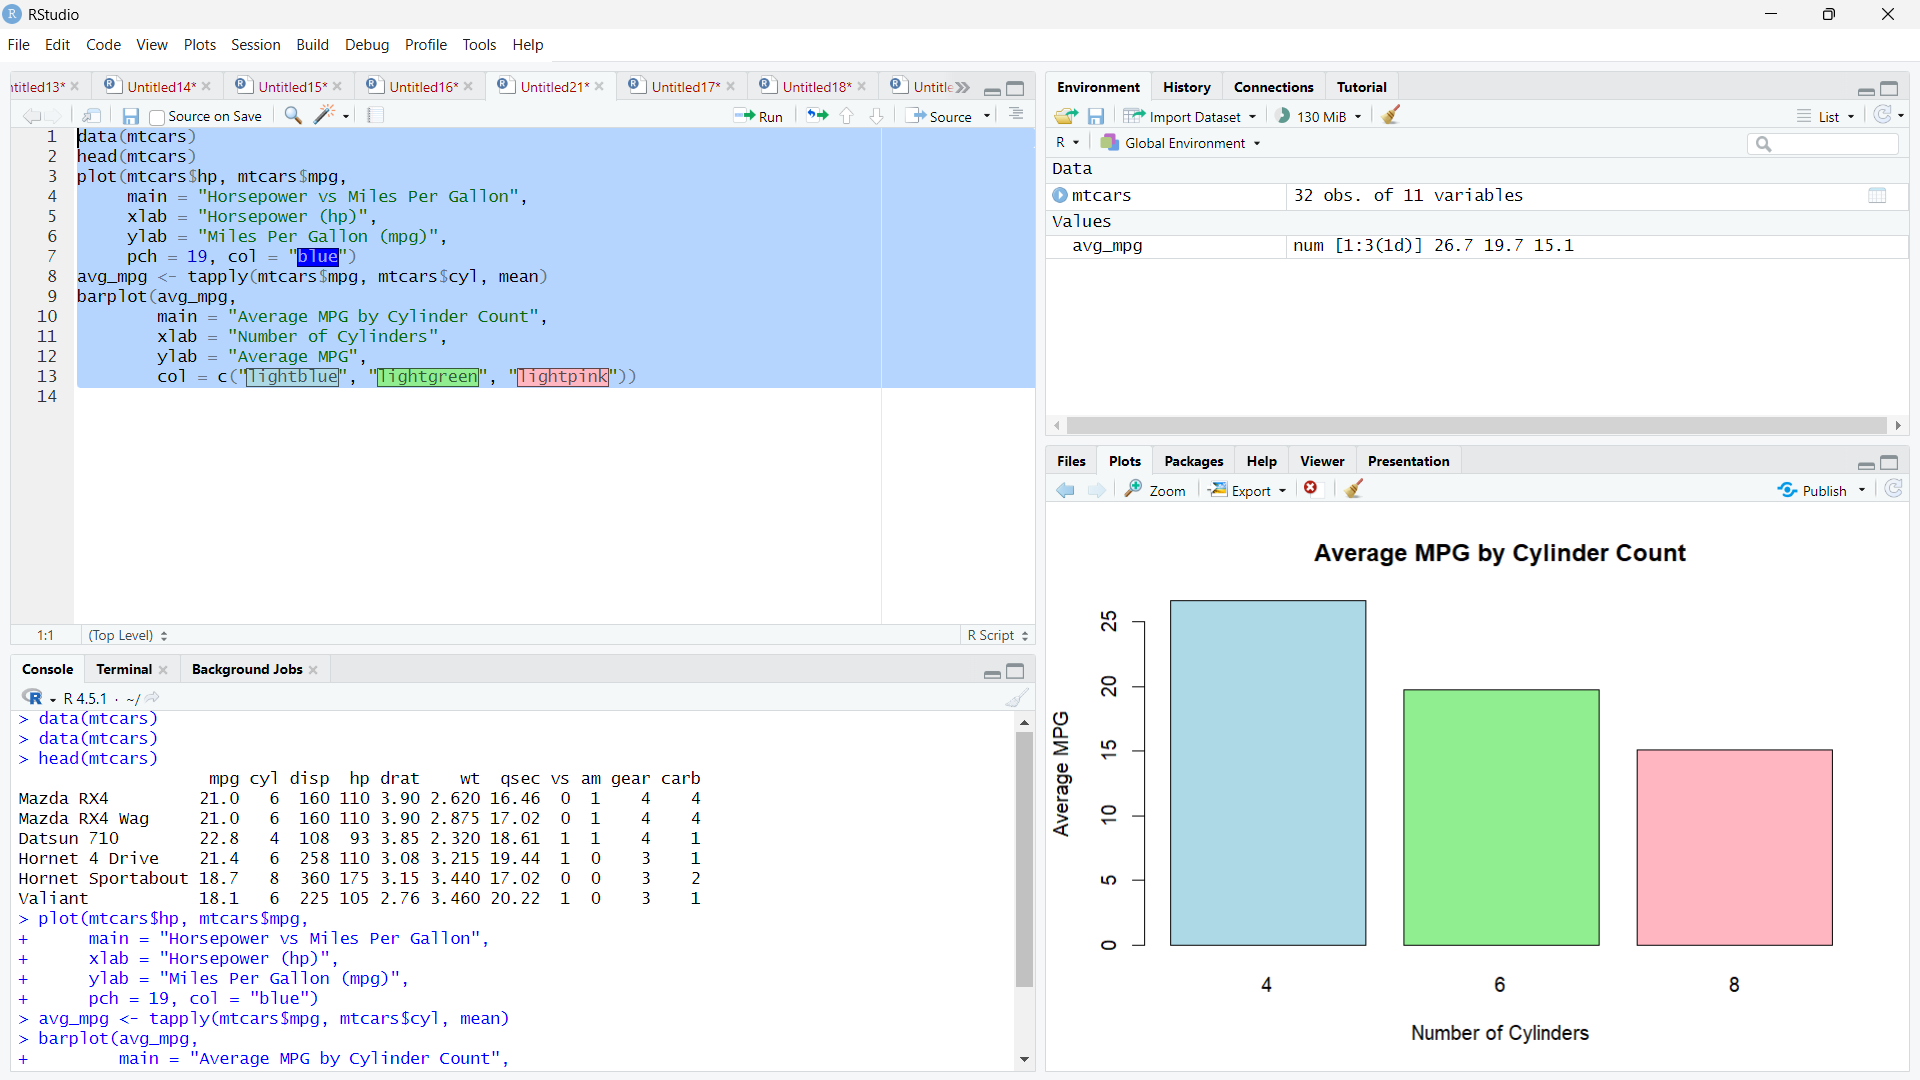 RStudio
File Edit Code View Plots Session Build Debug Profile Tools Help
ntitled13* Untitled14* Untitled15* Untitled16* Untitled21* Untitled17* Untitled18* Untitle
Source on Save Run Source
1 data(mtcars)
2 head(mtcars)
3 plot(mtcars$hp, mtcars$mpg,
4 main = "Horsepower vs Miles Per Gallon",
5 xlab = "Horsepower (hp)",
6 ylab = "Miles Per Gallon (mpg)",
7 pch = 19, col = "blue")
8 avg_mpg <- tapply(mtcars$mpg, mtcars$cyl, mean)
9 barplot(avg_mpg,
10 main = "Average MPG by Cylinder Count",
11 xlab = "Number of Cylinders",
12 ylab = "Average MPG",
13 col = c("lightblue", "lightgreen", "lightpink"))
14
1:1 (Top Level) R Script
Console Terminal Background Jobs
R R 4.5.1 · ~/
> data(mtcars)
> data(mtcars)
> head(mtcars)
mpg cyl disp hp drat wt qsec vs am gear carb
Mazda RX4 21.0 6 160 110 3.90 2.620 16.46 0 1 4 4
Mazda RX4 Wag 21.0 6 160 110 3.90 2.875 17.02 0 1 4 4
Datsun 710 22.8 4 108 93 3.85 2.320 18.61 1 1 4 1
Hornet 4 Drive 21.4 6 258 110 3.08 3.215 19.44 1 0 3 1
Hornet Sportabout 18.7 8 360 175 3.15 3.440 17.02 0 0 3 2
Valiant 18.1 6 225 105 2.76 3.460 20.22 1 0 3 1
> plot(mtcars$hp, mtcars$mpg,
+ main = "Horsepower vs Miles Per Gallon",
+ xlab = "Horsepower (hp)",
+ ylab = "Miles Per Gallon (mpg)",
+ pch = 19, col = "blue")
> avg_mpg <- tapply(mtcars$mpg, mtcars$cyl, mean)
> barplot(avg_mpg,
+ main = "Average MPG by Cylinder Count",
Environment History Connections Tutorial
Import Dataset 130 MiB List
R Global Environment
Data
mtcars 32 obs. of 11 variables
Values
avg_mpg num [1:3(1d)] 26.7 19.7 15.1
Files Plots Packages Help Viewer Presentation
Zoom Export Publish
Average MPG by Cylinder Count
Average MPG
25
20
15
10
5
0
4 6 8
Number of Cylinders